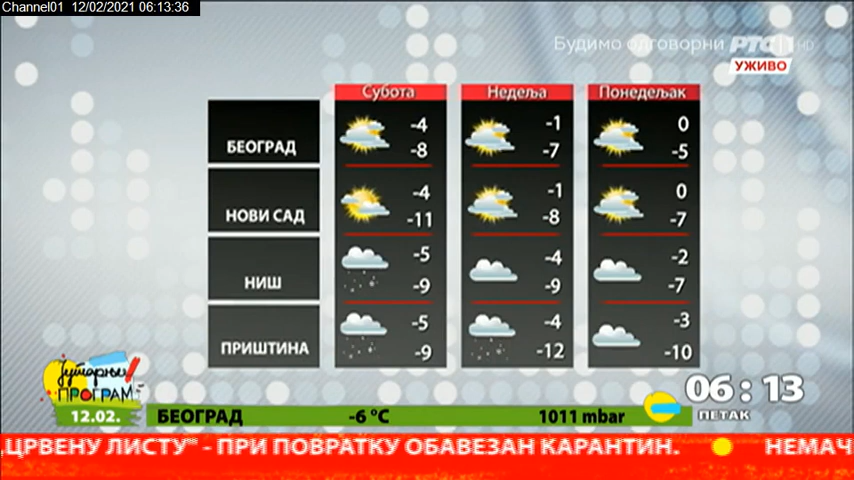 Channel01 12/02/2021 06:13:36
Будимо одговорни РТС 1 HD
УЖИВО
Субота Недеља Понедељак
БЕОГРАД -4 -8 -1 -7 0 -5
НОВИ САД -4 -11 -1 -8 0 -7
НИШ -5 -9 -4 -9 -2 -7
ПРИШТИНА -5 -9 -4 -12 -3 -10
Јутарњи
ПРОГРАМ
12.02. БЕОГРАД -6 °C 1011 mbar
06:13
ПЕТАК
„ЦРВЕНУ ЛИСТУ" - ПРИ ПОВРАТКУ ОБАВЕЗАН КАРАНТИН. НЕМАЧ